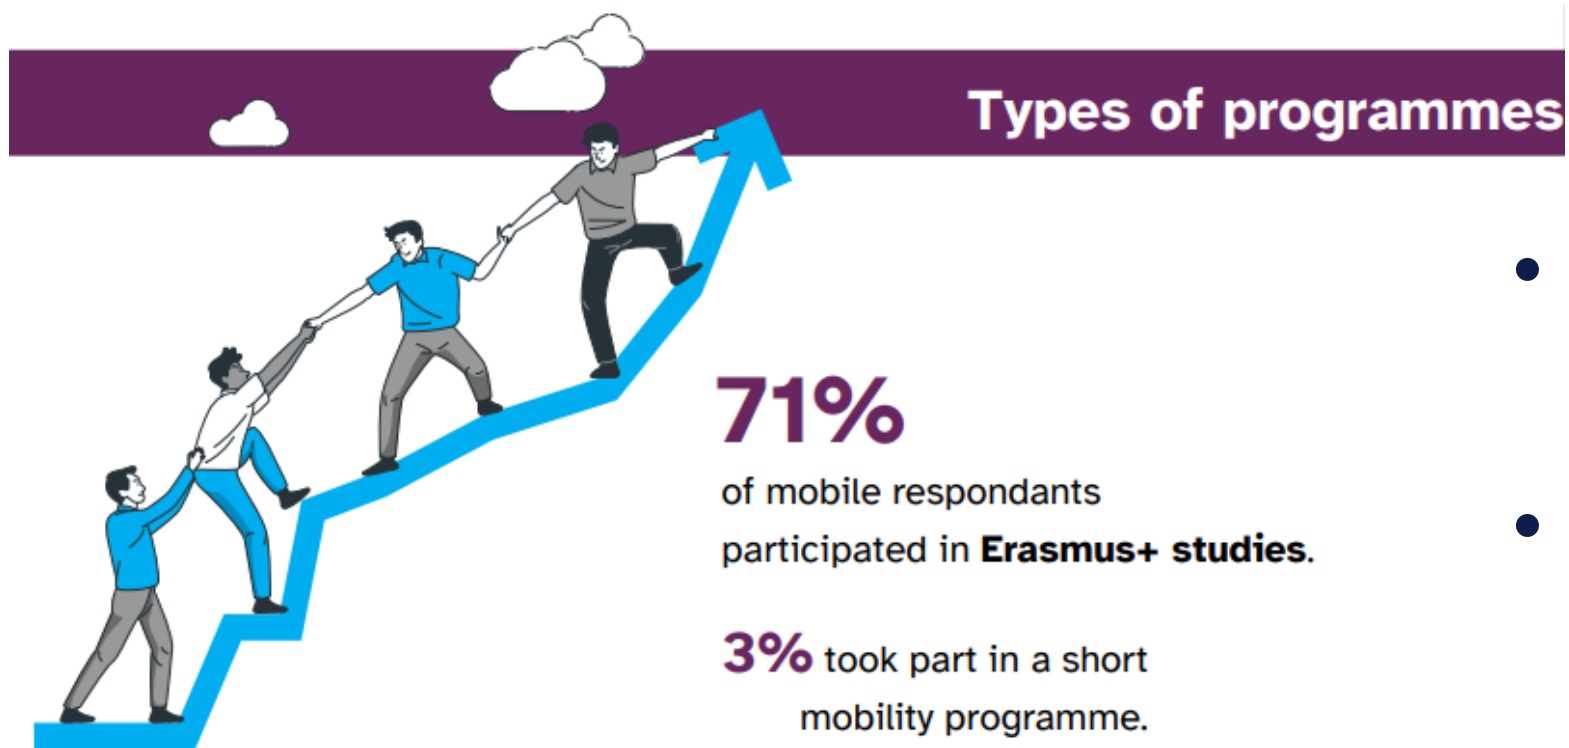 Types of programmes
71%
of mobile respondants
participated in Erasmus+ studies.
3% took part in a short
mobility programme.